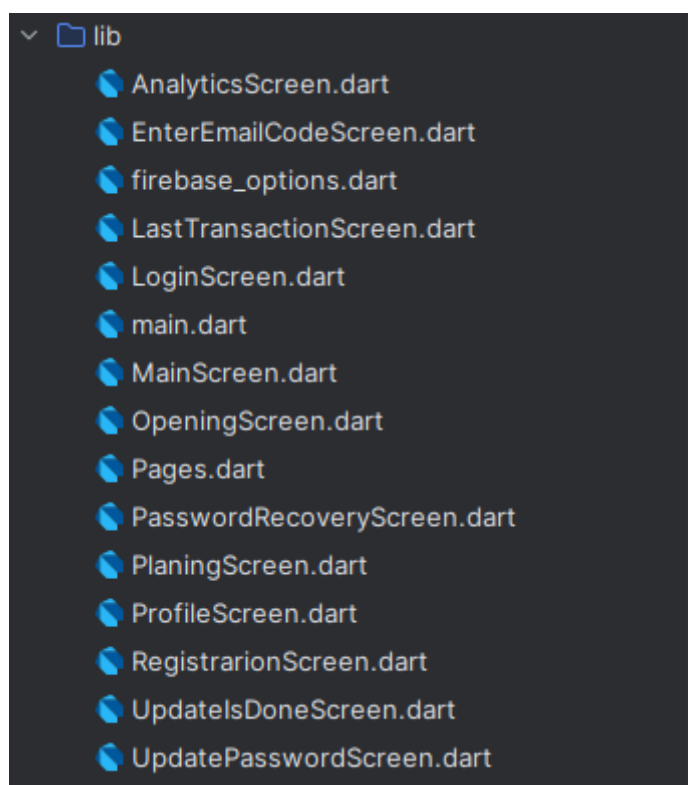 lib
AnalyticsScreen.dart
EnterEmailCodeScreen.dart
firebase_options.dart
LastTransactionScreen.dart
LoginScreen.dart
main.dart
MainScreen.dart
OpeningScreen.dart
Pages.dart
PasswordRecoveryScreen.dart
PlaningScreen.dart
ProfileScreen.dart
RegistrarionScreen.dart
UpdateIsDoneScreen.dart
UpdatePasswordScreen.dart